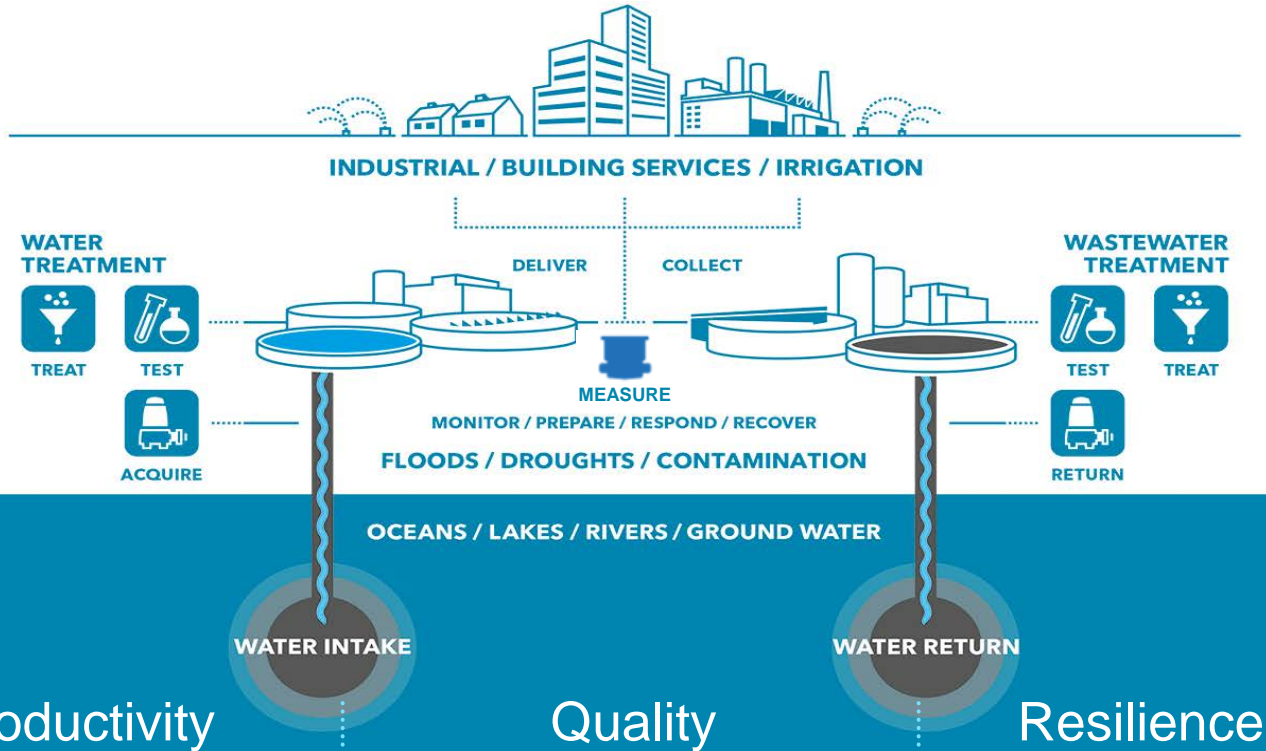 INDUSTRIAL / BUILDING SERVICES / IRRIGATION
WATER
TREATMENT
TREAT
TEST
ACQUIRE
DELIVER
COLLECT
MEASURE
MONITOR / PREPARE / RESPOND / RECOVER
FLOODS / DROUGHTS / CONTAMINATION
WASTEWATER
TREATMENT
TEST
TREAT
RETURN
OCEANS / LAKES / RIVERS / GROUND WATER
WATER INTAKE
WATER RETURN
oductivity
Quality
Resilience